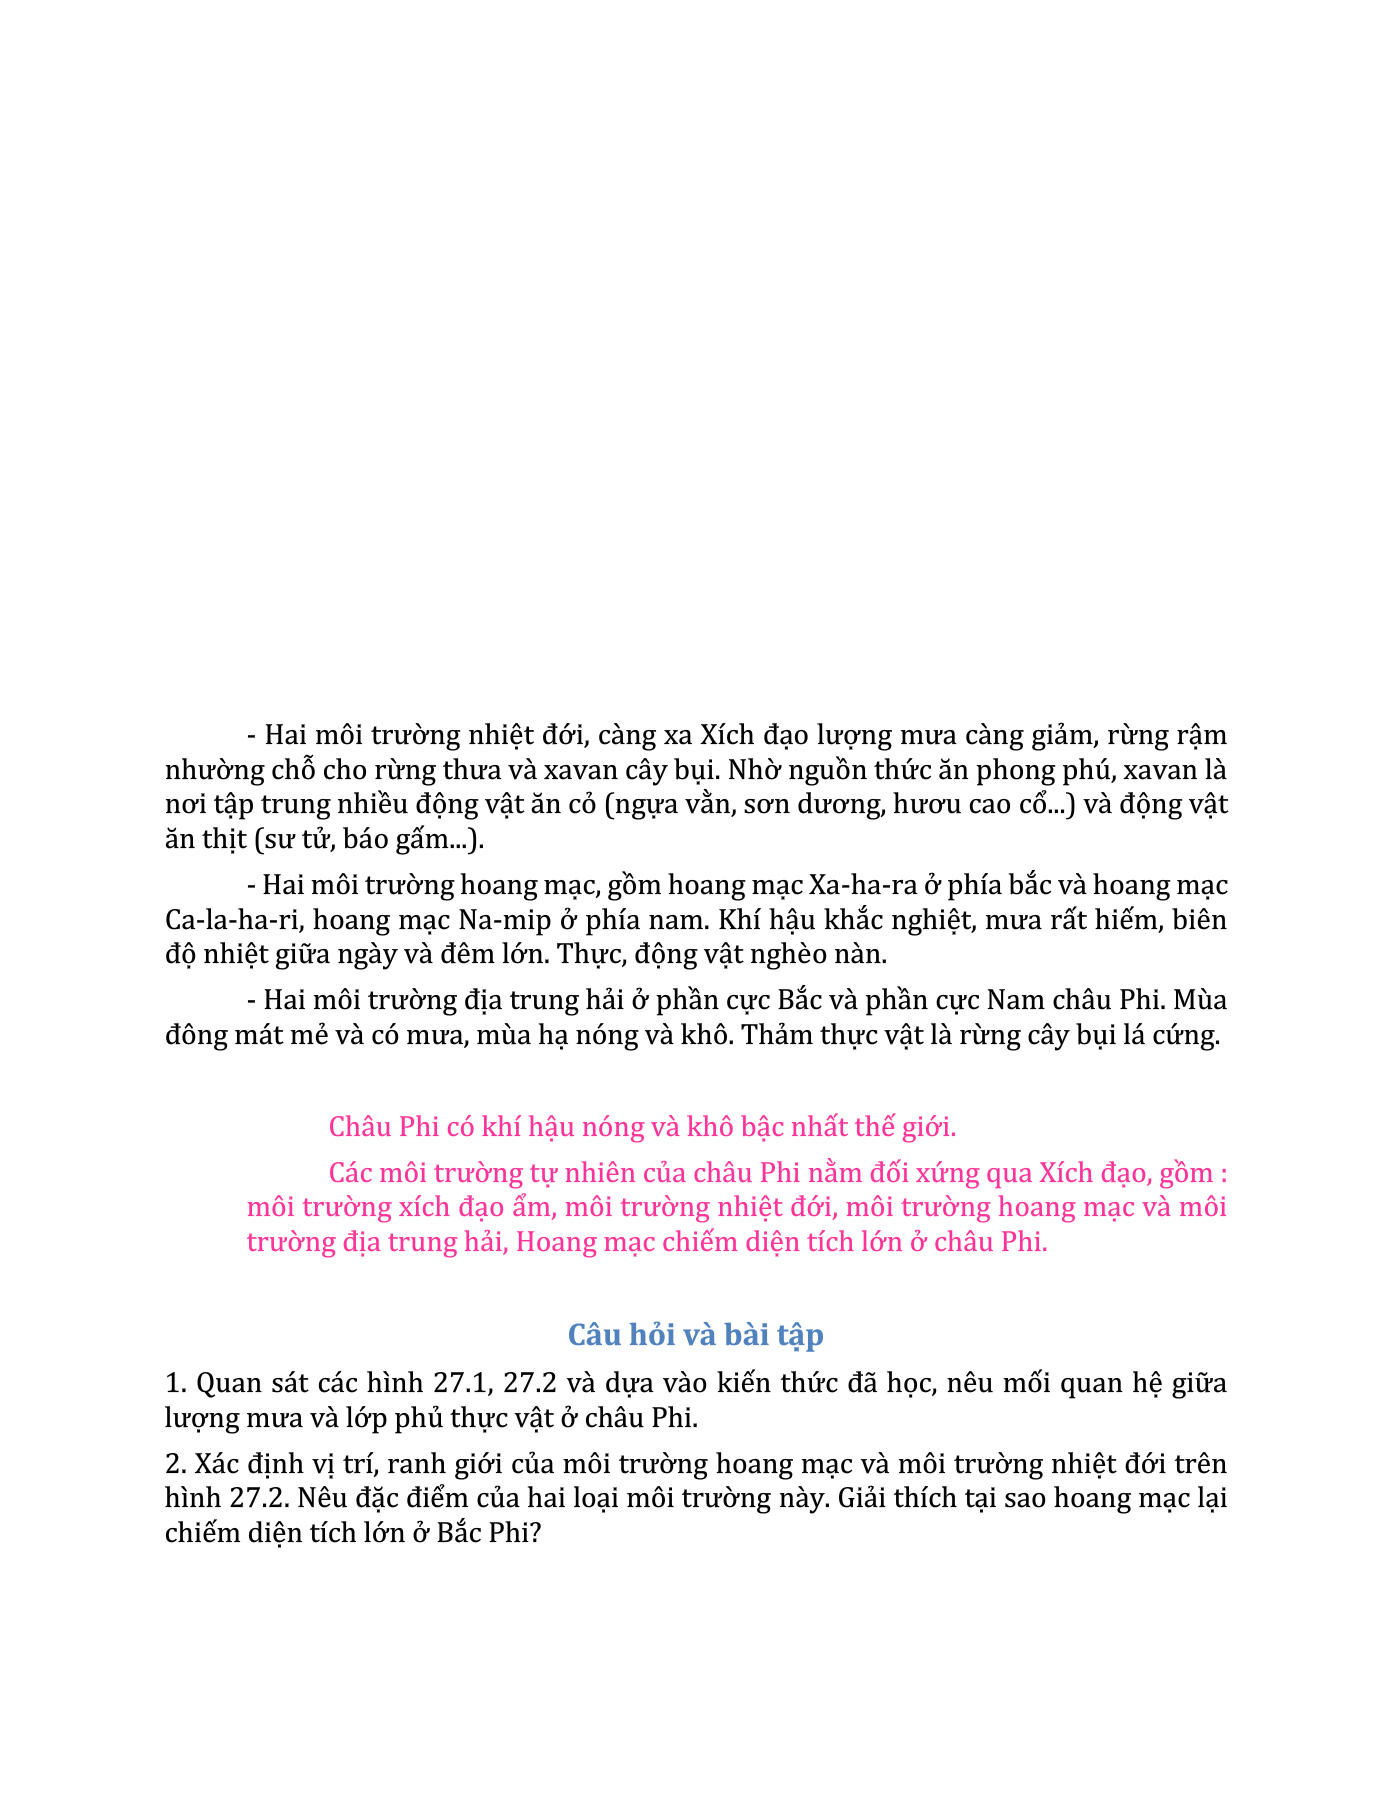 - Hai môi trường nhiệt đới, càng xa Xích đạo lượng mưa càng giảm, rừng rậm
nhường chỗ cho rừng thưa và xavan cây bụi. Nhờ nguồn thức ăn phong phú, xavan là
nơi tập trung nhiều động vật ăn cỏ (ngựa vằn, sơn dương, hươu cao cổ...) và động vật
ăn thịt (sư tử, báo gấm...).
- Hai môi trường hoang mạc, gồm hoang mạc Xa-ha-ra ở phía bắc và hoang mạc
Ca-la-ha-ri, hoang mạc Na-mip ở phía nam. Khí hậu khắc nghiệt, mưa rất hiếm, biên
độ nhiệt giữa ngày và đêm lớn. Thực, động vật nghèo nàn.
- Hai môi trường địa trung hải ở phần cực Bắc và phần cực Nam châu Phi. Mùa
đông mát mẻ và có mưa, mùa hạ nóng và khô. Thảm thực vật là rừng cây bụi lá cứng.
Châu Phi có khí hậu nóng và khô bậc nhất thế giới.
Các môi trường tự nhiên của châu Phi nằm đối xứng qua Xích đạo, gồm :
môi trường xích đạo ẩm, môi trường nhiệt đới, môi trường hoang mạc và môi
trường địa trung hải, Hoang mạc chiếm diện tích lớn ở châu Phi.
Câu hỏi và bài tập
1. Quan sát các hình 27.1, 27.2 và dựa vào kiến thức đã học, nêu mối quan hệ giữa
lượng mưa và lớp phủ thực vật ở châu Phi.
2. Xác định vị trí, ranh giới của môi trường hoang mạc và môi trường nhiệt đới trên
hình 27.2. Nêu đặc điểm của hai loại môi trường này. Giải thích tại sao hoang mạc lại
chiếm diện tích lớn ở Bắc Phi?